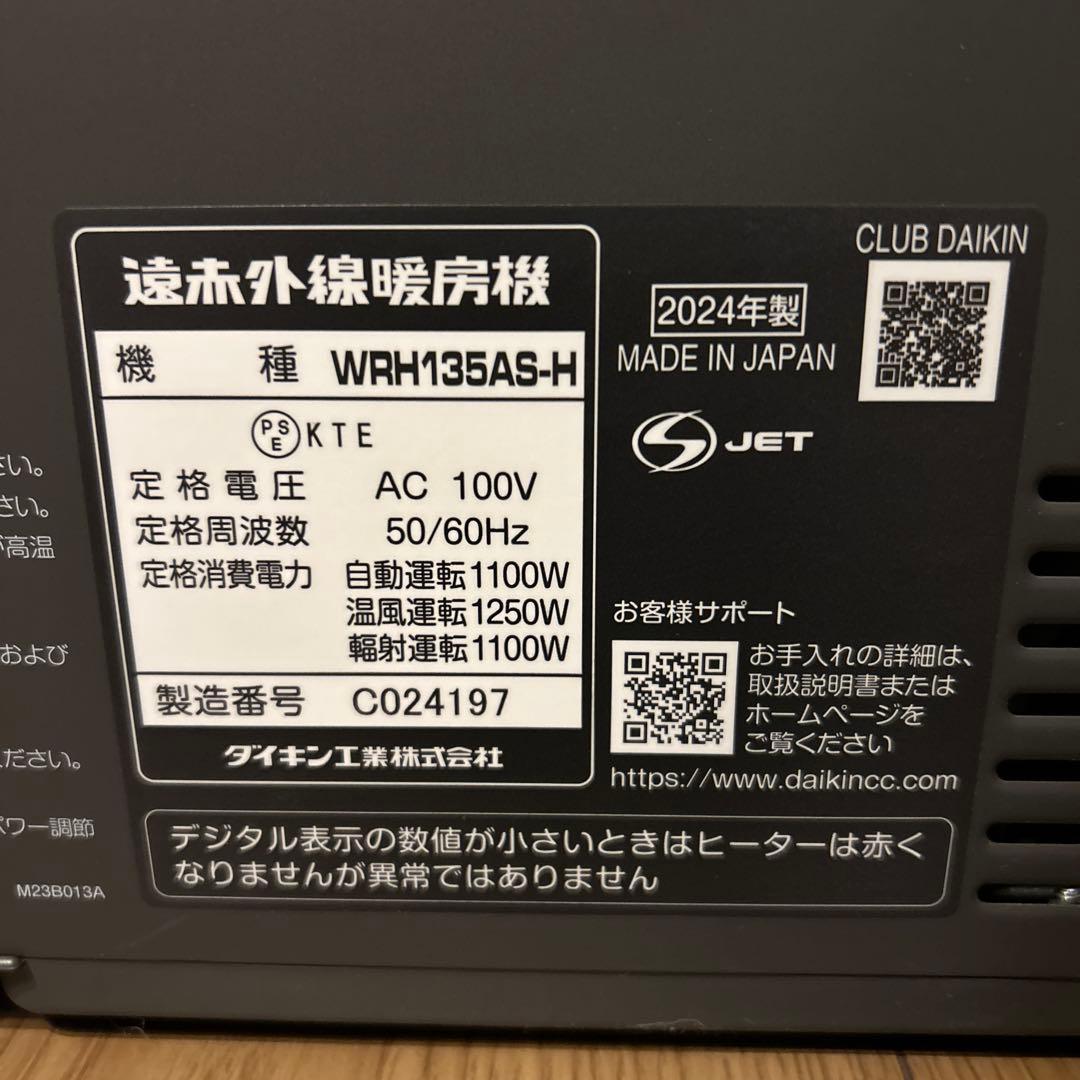 遠赤外線暖房機
機種 WRH135AS-H
PSE KTE
定格電圧 AC 100V
定格周波数 50/60Hz
定格消費電力 自動運転1100W
温風運転1250W
輻射運転1100W
製造番号 C024197
ダイキン工業株式会社
CLUB DAIKIN
2024年製
MADE IN JAPAN
S JET
お客様サポート
お手入れの詳細は、
取扱説明書または
ホームページを
ご覧ください
https://www.daikincc.com
デジタル表示の数値が小さいときはヒーターは赤く
なりませんが異常ではありません
さい。
さい。
が高温
および
ください。
パワー調節
M23B013A